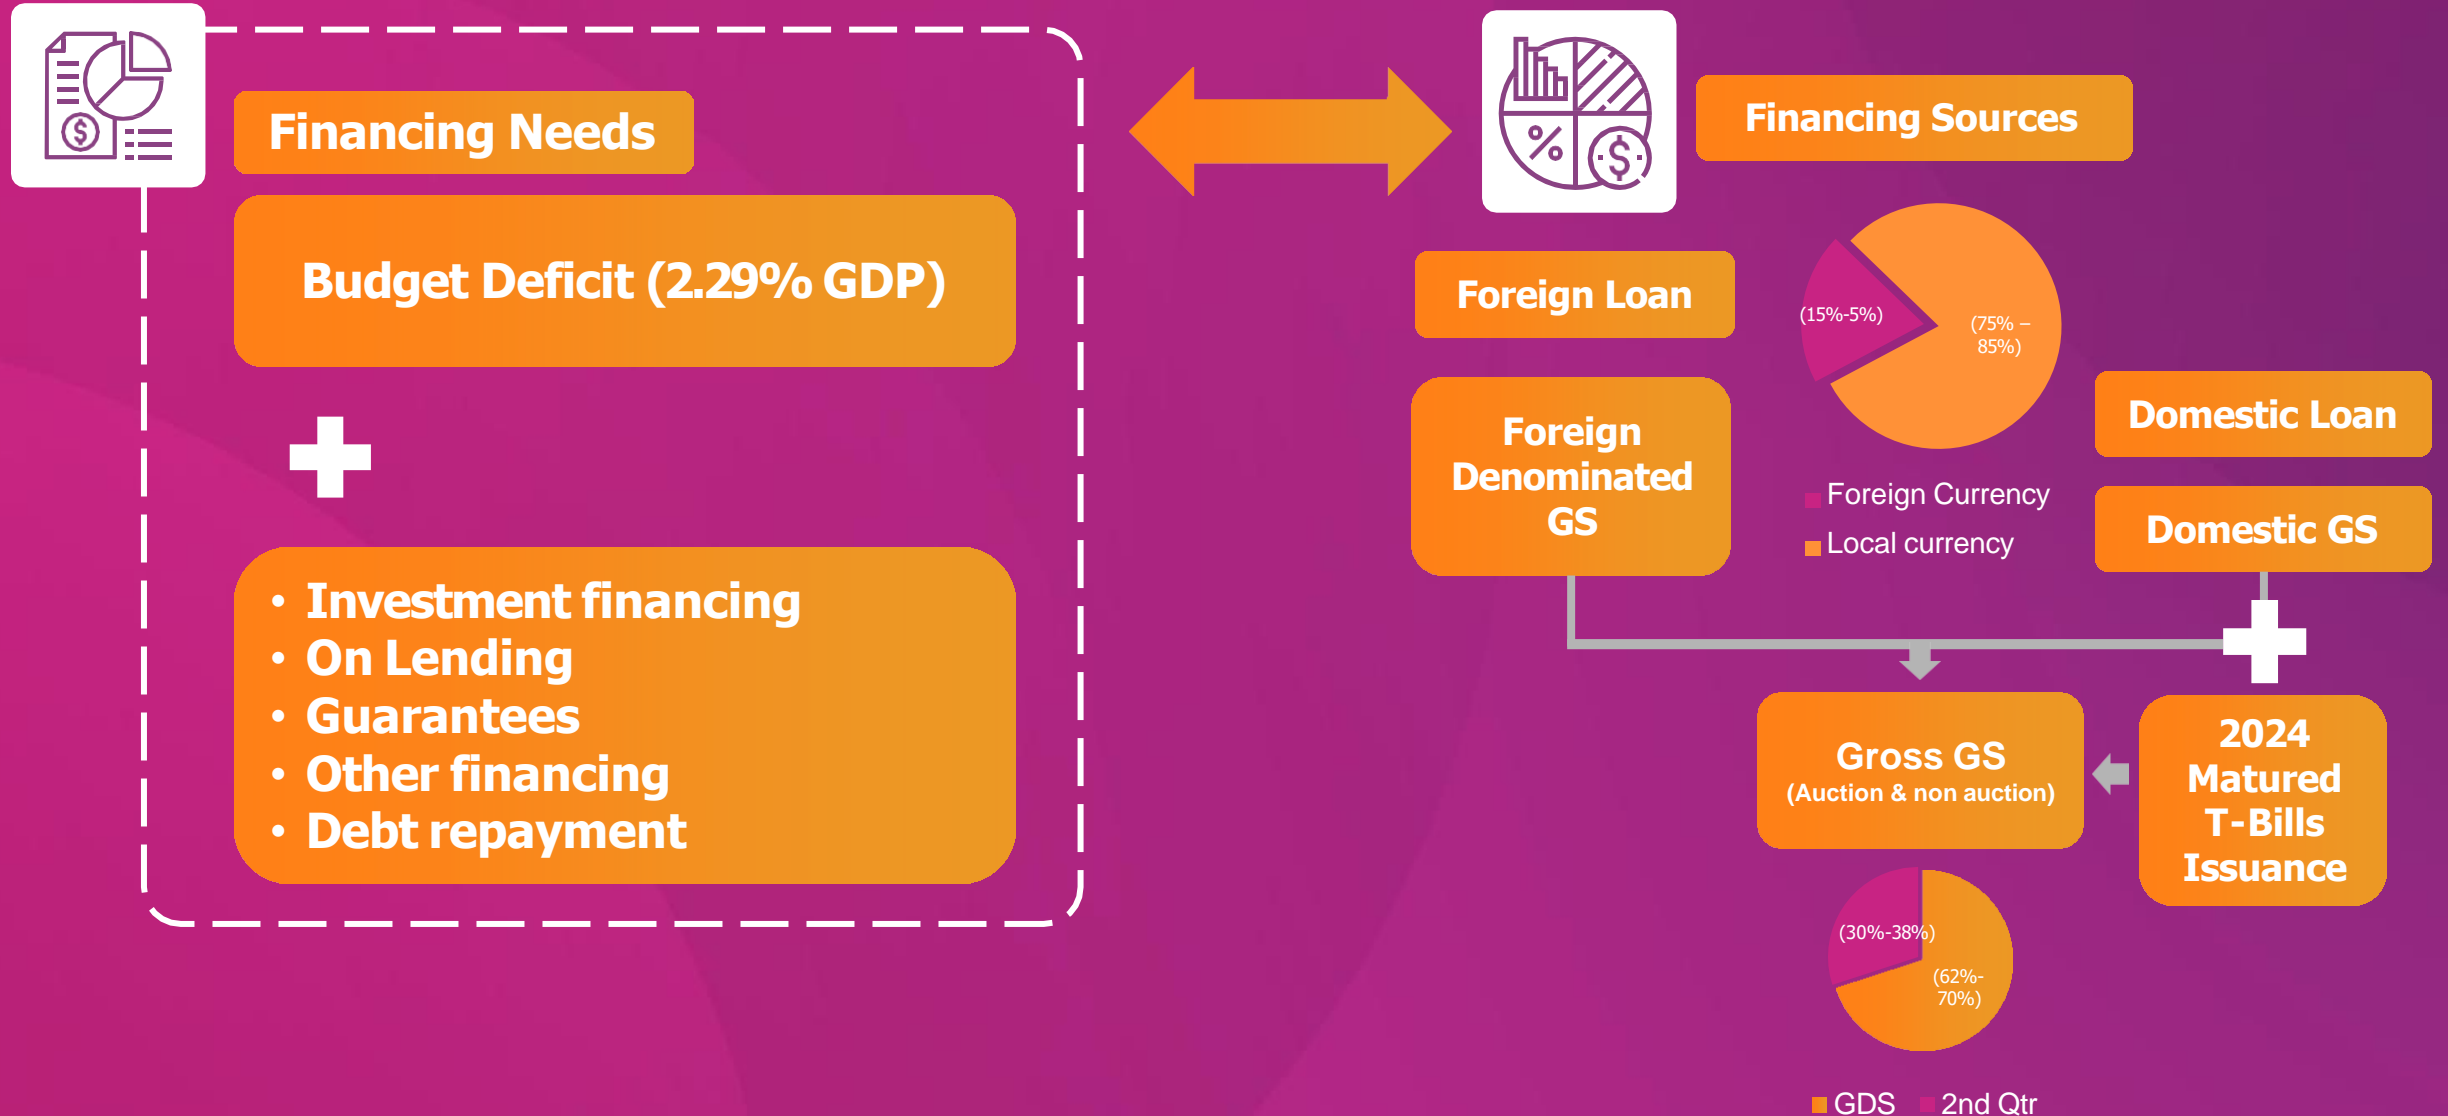 Financing Needs
Budget Deficit (2.29% GDP)
• Investment financing
• On Lending
• Guarantees
• Other financing
• Debt repayment
Financing Sources
Foreign Loan
Foreign
Denominated
GS
(15%-5%)
(75% –
85%)
Foreign Currency
Local currency
Domestic Loan
Domestic GS
Gross GS
(Auction & non auction)
2024
Matured
T-Bills
Issuance
(30%-38%)
(62%-
70%)
GDS
2nd Qtr